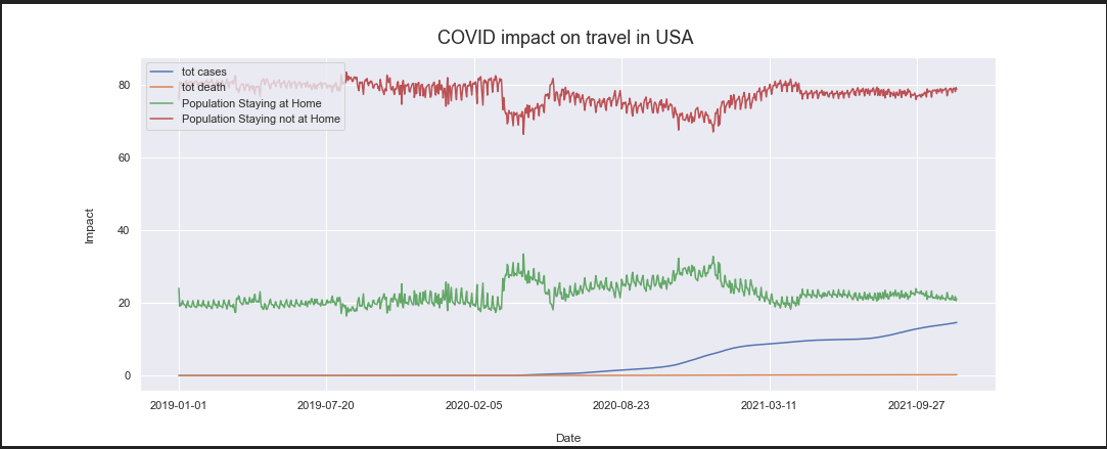 COVID impact on travel in USA
tot cases
tot death
Population Staying at Home
Population Staying not at Home
80
60
40
20
0
Impact
2019-01-01 2019-07-20 2020-02-05 2020-08-23 2021-03-11 2021-09-27
Date